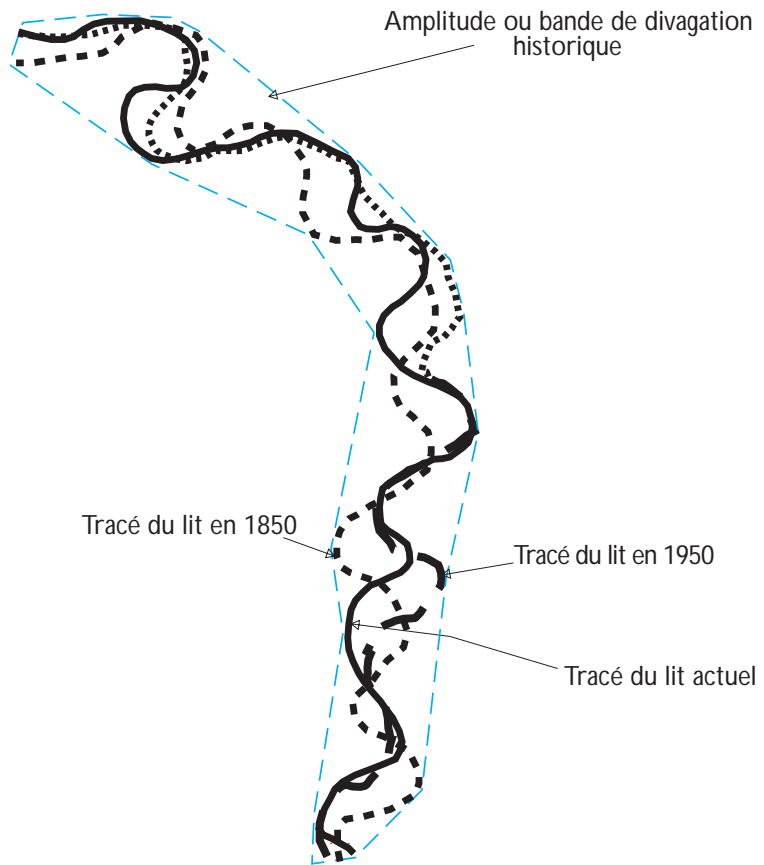 Amplitude ou bande de divagation
historique
Tracé du lit en 1850
Tracé du lit en 1950
Tracé du lit actuel